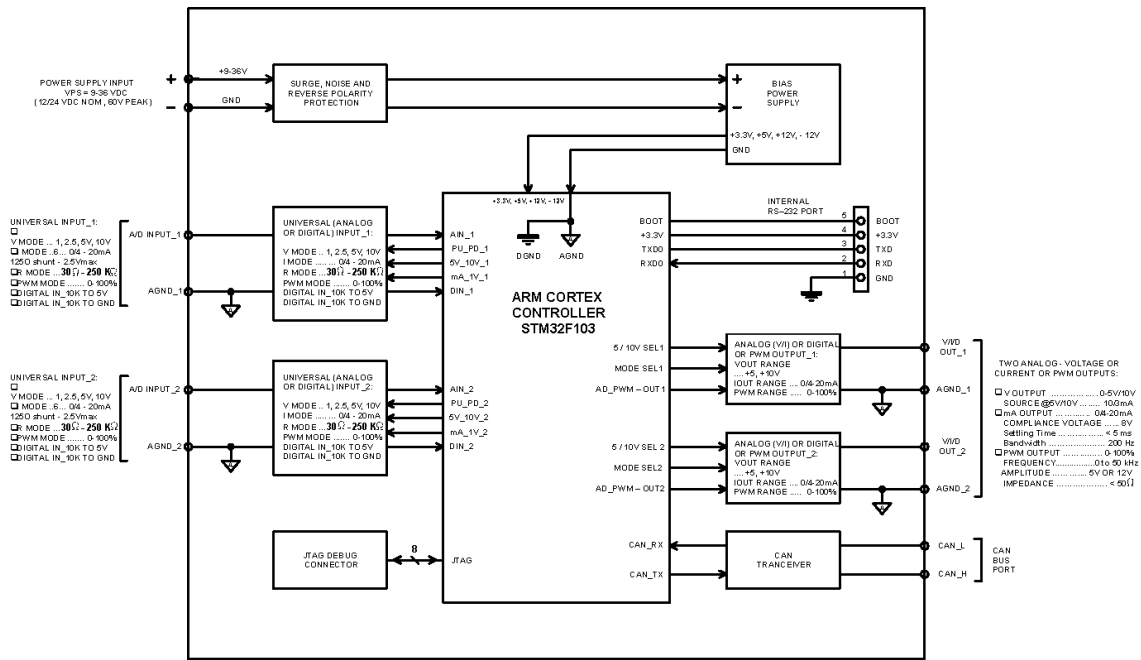 POWER SUPPLY INPUT
VPS = 9-36 VDC
( 12/24 VDC NOM , 60V PEAK)
+
−
+9-36V
GND
SURGE, NOISE AND
REVERSE POLARITY
PROTECTION
+
−
BIAS
POWER
SUPPLY
+3.3V, +5V, +12V, - 12V
GND
UNIVERSAL INPUT_1:
V MODE ... 1, 2.5, 5V, 10V
MODE ..6... 0/4 - 20mA
1250 shunt - 2.5Vmax
R MODE ... 30Ω - 250 KΩ
PWM MODE ........ 0-100%
DIGITAL IN_10K TO 5V
DIGITAL IN_10K TO GND
A/D INPUT_1
AGND_1
UNIVERSAL (ANALOG
OR DIGITAL) INPUT_1:
V MODE .. 1, 2.5, 5V, 10V
I MODE ........ 0/4 - 20mA
R MODE .. 30Ω - 250 KΩ
PWM MODE ....... 0-100%
DIGITAL IN_10K TO 5V
DIGITAL IN_10K TO GND
AIN_1
PU_PD_1
5V_10V_1
mA_1V_1
DIN_1
UNIVERSAL INPUT_2:
V MODE ... 1, 2.5, 5V, 10V
MODE ..6... 0/4 - 20mA
1250 shunt - 2.5Vmax
R MODE ... 30Ω - 250 KΩ
PWM MODE ........ 0-100%
DIGITAL IN_10K TO 5V
DIGITAL IN_10K TO GND
A/D INPUT_2
AGND_2
UNIVERSAL (ANALOG
OR DIGITAL) INPUT_2:
V MODE .. 1, 2.5, 5V, 10V
I MODE ........ 0/4 - 20mA
R MODE .. 30Ω - 250 KΩ
PWM MODE ....... 0-100%
DIGITAL IN_10K TO 5V
DIGITAL IN_10K TO GND
AIN_2
PU_PD_2
5V_10V_2
mA_1V_2
DIN_2
JTAG DEBUG
CONNECTOR
8
JTAG
+3.3V, +5V, +12V, - 12V
DGND
AGND
ARM CORTEX
CONTROLLER
STM32F103
BOOT
+3.3V
TXD0
RXD0
INTERNAL
RS–232 PORT
5
4
3
2
1
BOOT
+3.3V
TXD
RXD
GND
5 / 10V SEL1
MODE SEL1
AD_PWM – OUT1
ANALOG (V/I) OR DIGITAL
OR PWM OUTPUT_1:
VOUT RANGE
....+5, +10V
IOUT RANGE .... 0/4-20mA
PWM RANGE ..... 0-100%
V/I/D
OUT_1
AGND_1
5 / 10V SEL 2
MODE SEL2
AD_PWM – OUT2
ANALOG (V/I) OR DIGITAL
OR PWM OUTPUT_2:
VOUT RANGE
....+5, +10V
IOUT RANGE .... 0/4-20mA
PWM RANGE ..... 0-100%
V/I/D
OUT_2
AGND_2
TWO ANALOG - VOLTAGE OR
CURRENT OR PWM OUTPUTS:
V OUTPUT ................. 0-5V/10V
SOURCE @5V/10V ......... 10/3mA
mA OUTPUT ............. 0/4-20mA
COMPLIANCE VOLTAGE ..... 8V
Settling Time ................ < 5 ms
Bandwidth ................... 200 Hz
PWM OUTPUT .............. 0-100%
FREQUENCY............0 to 50 kHz
AMPLITUDE ............ 5V OR 12V
IMPEDANCE ................... < 50Ω
CAN_RX
CAN_TX
CAN
TRANCEIVER
CAN_L
CAN_H
CAN
BUS
PORT